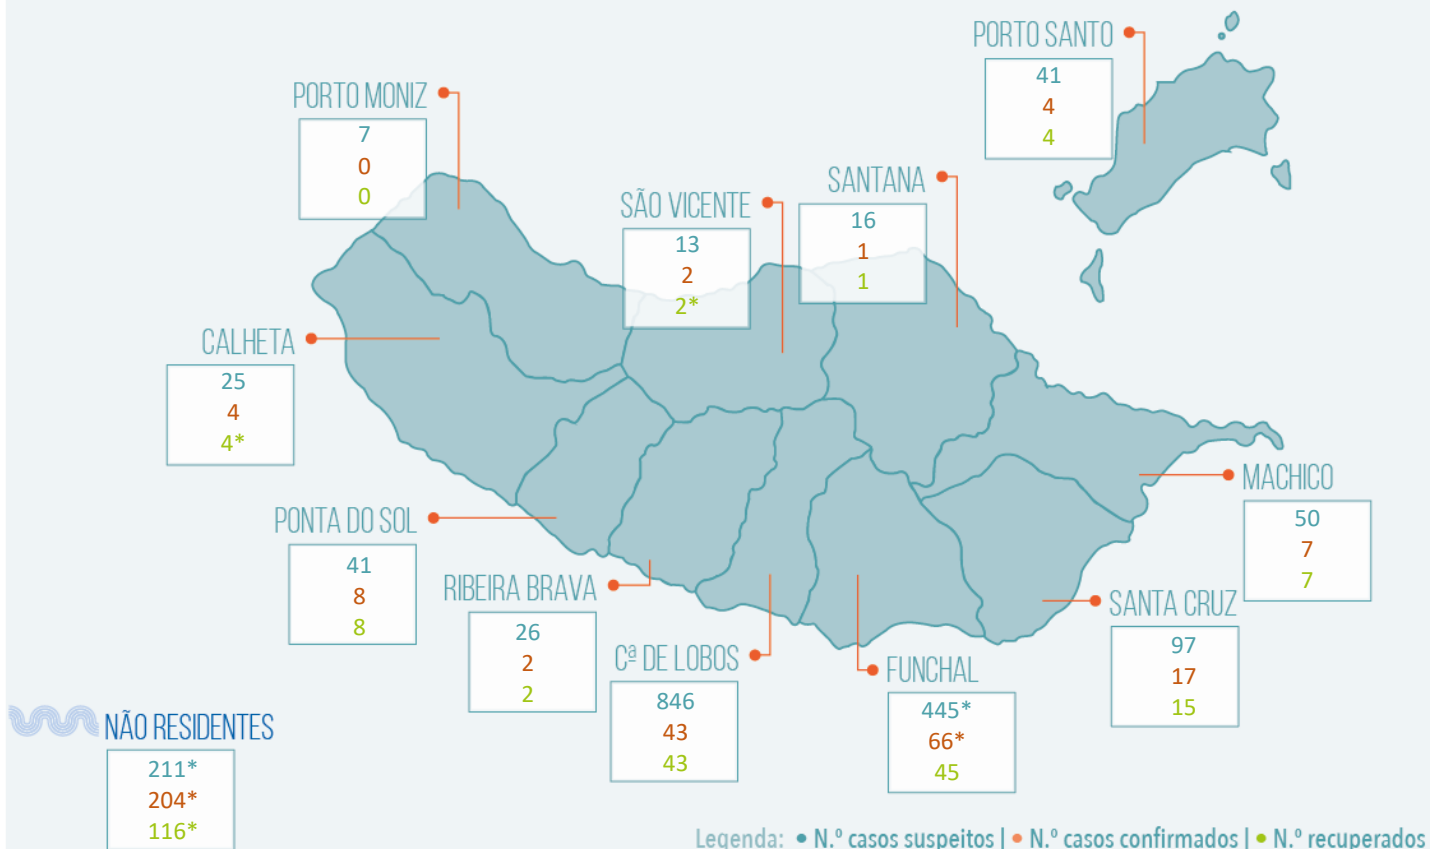 PORTO SANTO
41
4
4
PORTO MONIZ
7
0
0
SANTANA
16
1
1
SÃO VICENTE
13
2
2*
CALHETA
25
4
4*
MACHICO
50
7
7
PONTA DO SOL
41
8
8
RIBEIRA BRAVA
26
2
2
SANTA CRUZ
97
17
15
Cª DE LOBOS
846
43
43
FUNCHAL
445*
66*
45
NÃO RESIDENTES
211*
204*
116*
Legenda: • N.º casos suspeitos | • N.º casos confirmados | • N.º recuperados